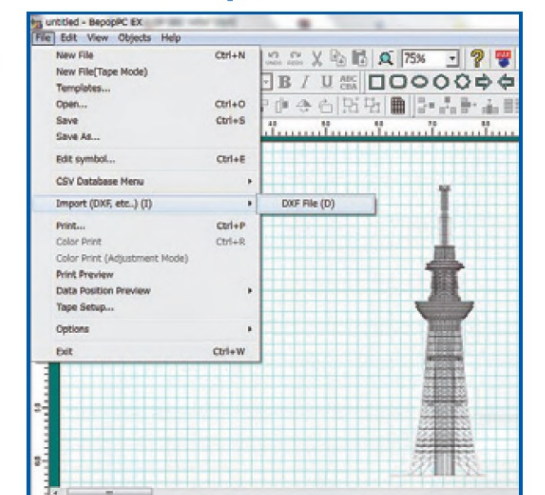 untitled - BepopPC EX
File Edit View Objects Help
New File Ctrl+N
New File(Tape Mode)
Templates...
Open... Ctrl+O
Save Ctrl+S
Save As...
Edit symbol... Ctrl+E
CSV Database Menu
Import (DXF, etc..) (I)
DXF File (D)
Print... Ctrl+P
Color Print Ctrl+R
Color Print (Adjustment Mode)
Print Preview
Data Position Preview
Tape Setup...
Options
Exit Ctrl+W
75%
B I U ABC